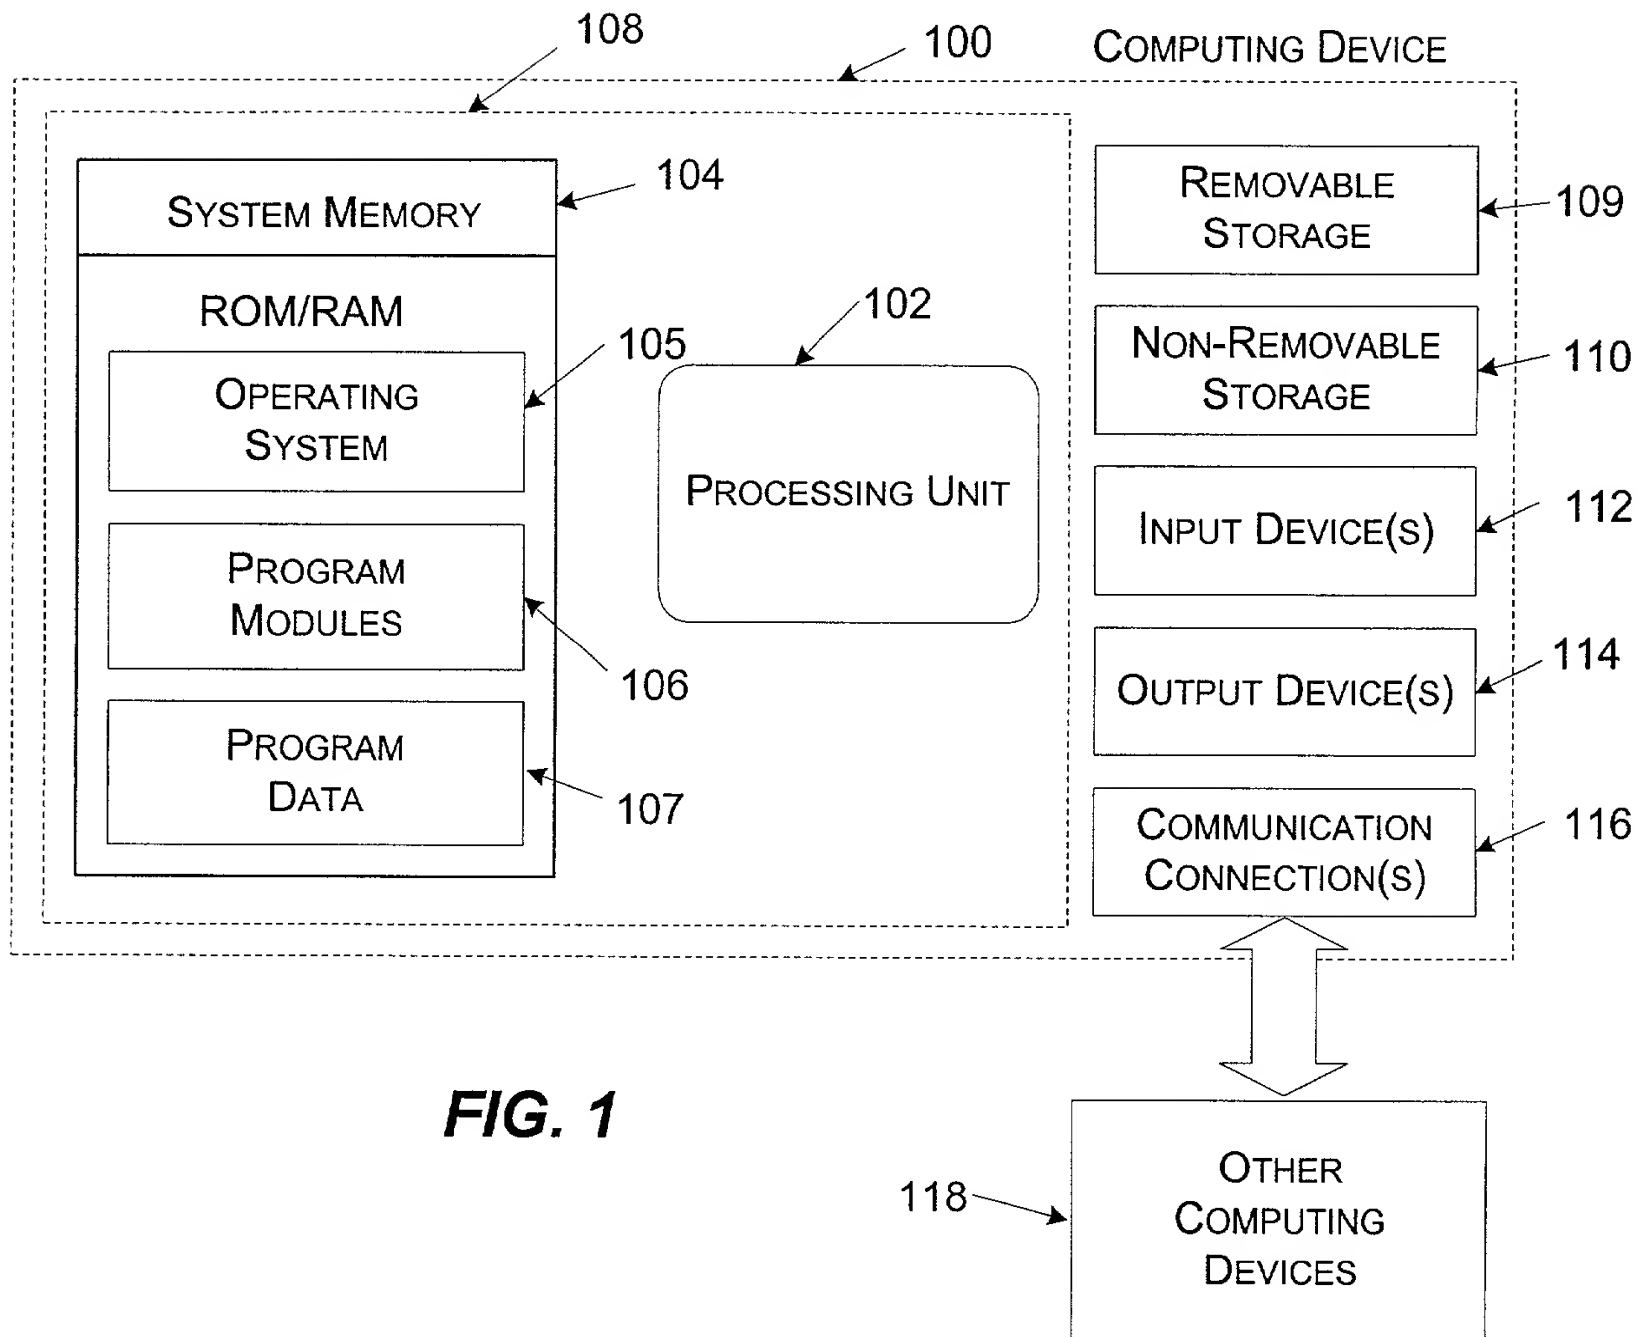 108
100
COMPUTING DEVICE
104
SYSTEM MEMORY
ROM/RAM
105
OPERATING
SYSTEM
PROGRAM
MODULES
106
PROGRAM
DATA
107
102
PROCESSING UNIT
REMOVABLE
STORAGE
109
NON-REMOVABLE
STORAGE
110
INPUT DEVICE(S)
112
OUTPUT DEVICE(S)
114
COMMUNICATION
CONNECTION(S)
116
FIG. 1
118
OTHER
COMPUTING
DEVICES